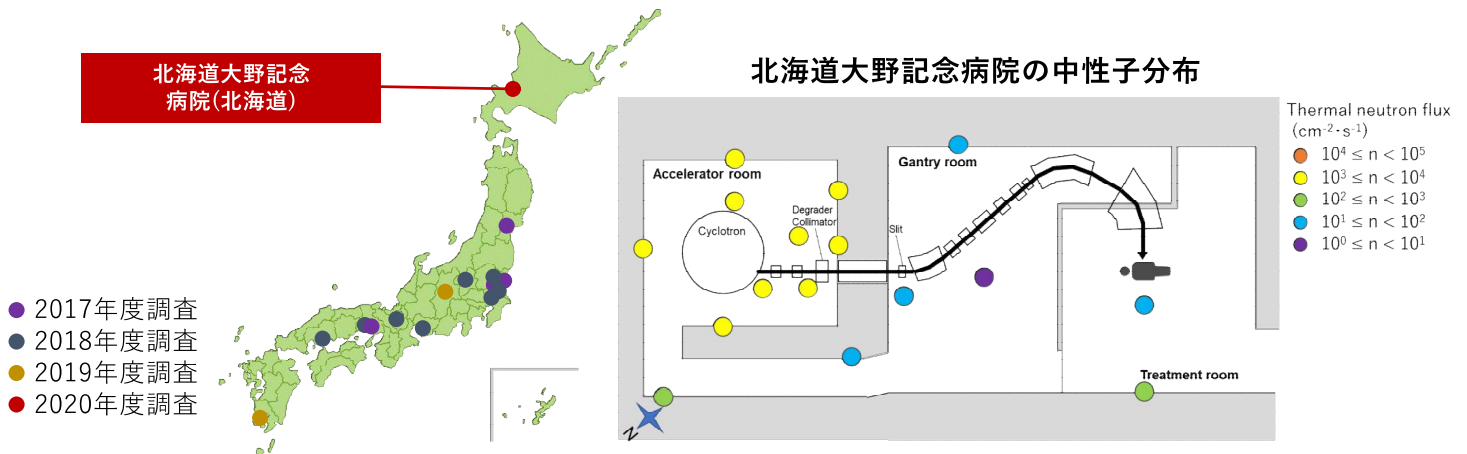 北海道大野記念
病院(北海道)
2017年度調査
2018年度調査
2019年度調査
2020年度調査
北海道大野記念病院の中性子分布
Accelerator room
Cyclotron
Degrader
Collimator
Slit
Gantry room
Treatment room
N
Thermal neutron flux
(cm⁻²·s⁻¹)
10⁴ ≤ n < 10⁵
10³ ≤ n < 10⁴
10² ≤ n < 10³
10¹ ≤ n < 10²
10⁰ ≤ n < 10¹